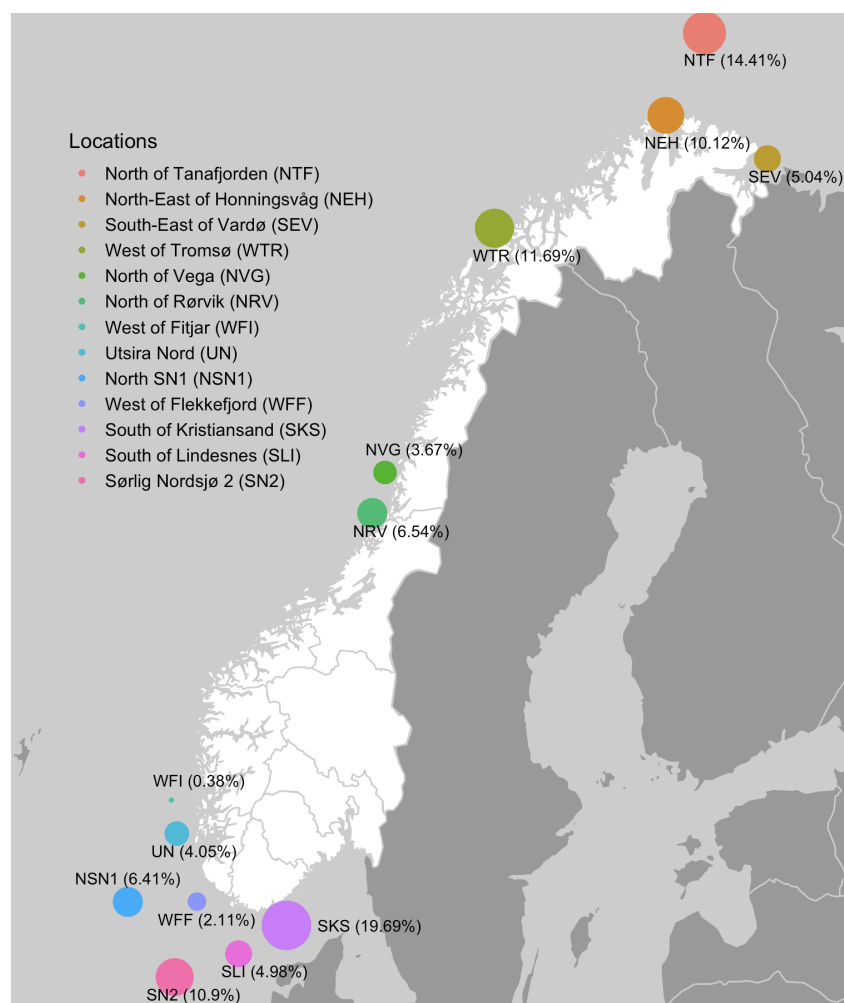 NTF (14.41%)
NEH (10.12%)
SEV (5.04%)
WTR (11.69%)
Locations
North of Tanafjorden (NTF)
North-East of Honningsvåg (NEH)
South-East of Vardø (SEV)
West of Tromsø (WTR)
North of Vega (NVG)
North of Rørvik (NRV)
West of Fitjar (WFI)
Utsira Nord (UN)
North SN1 (NSN1)
West of Flekkefjord (WFF)
South of Kristiansand (SKS)
South of Lindesnes (SLI)
Sørlig Nordsjø 2 (SN2)
NVG (3.67%)
NRV (6.54%)
WFI (0.38%)
UN (4.05%)
NSN1 (6.41%)
WFF (2.11%)
SKS (19.69%)
SLI (4.98%)
SN2 (10.9%)